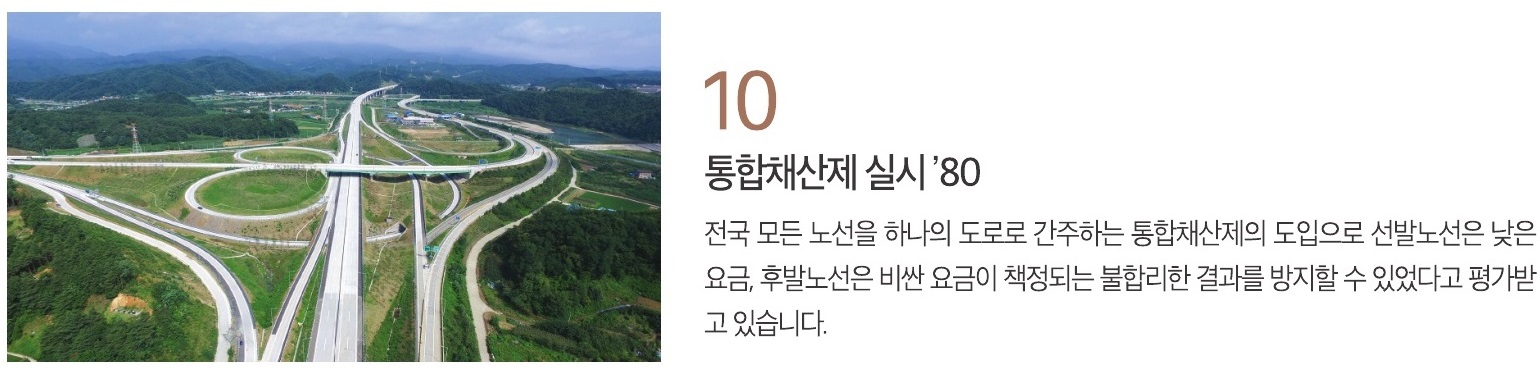 10
통합채산제 실시 ’80
전국 모든 노선을 하나의 도로로 간주하는 통합채산제의 도입으로 선발노선은 낮은
요금, 후발노선은 비싼 요금이 책정되는 불합리한 결과를 방지할 수 있었다고 평가받
고 있습니다.